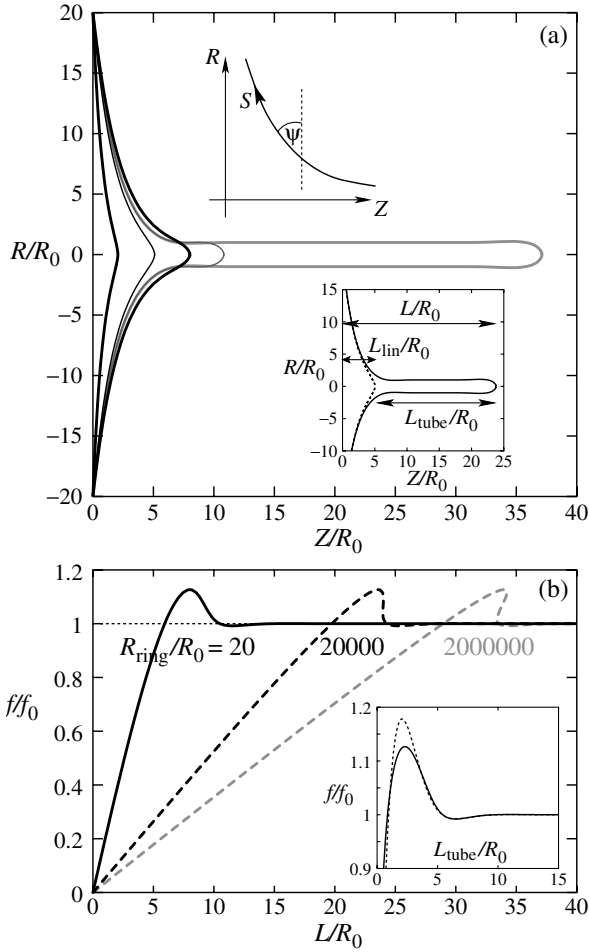 20
(a)
15
R
10
S
ψ
5
Z
R/R0
0
15
L/R0
10
−5
5
Llin/R0
R/R0
0
−10
−5
Ltube/R0
−15
−10
0 5 10 15 20 25
Z/R0
−20
0 5 10 15 20 25 30 35 40
Z/R0
1.2
(b)
1
Rring/R0 = 20 20000 2000000
0.8
1.2
f/f0
0.6
1.1
f/f0
0.4
1.0
0.2
Ltube/R0
0.9
0 5 10 15
0
0 5 10 15 20 25 30 35 40
L/R0